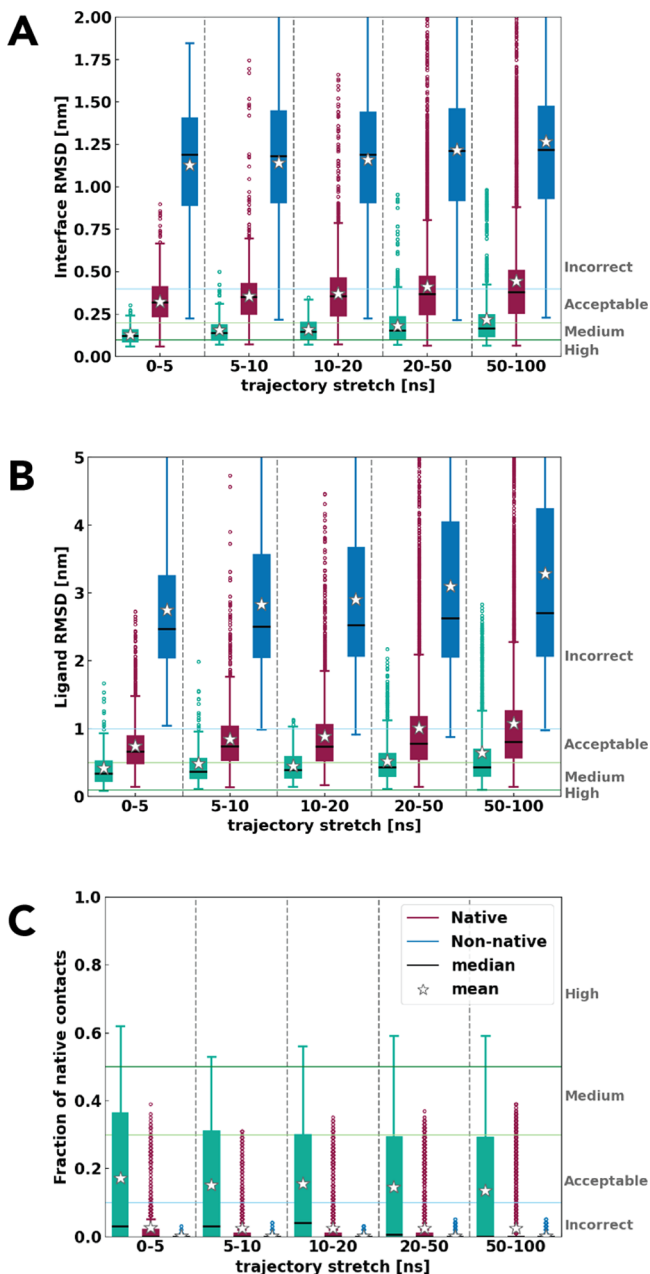 A
Interface RMSD [nm]
2.00
1.75
1.50
1.25
1.00
0.75
0.50
0.25
0.00
Incorrect
Acceptable
Medium
High
0-5 5-10 10-20 20-50 50-100
trajectory stretch [ns]
B
Ligand RMSD [nm]
5
4
3
2
1
0
Incorrect
Acceptable
Medium
High
0-5 5-10 10-20 20-50 50-100
trajectory stretch [ns]
C
Fraction of native contacts
1.0
0.8
0.6
0.4
0.2
0.0
Native
Non-native
median
mean
High
Medium
Acceptable
Incorrect
0-5 5-10 10-20 20-50 50-100
trajectory stretch [ns]